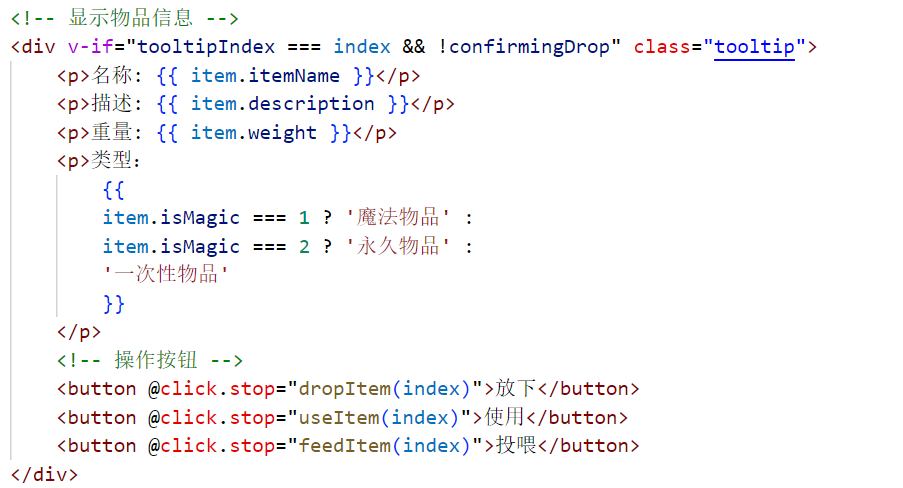 <!-- 显示物品信息 -->
<div v-if="tooltipIndex === index && !confirmingDrop" class="tooltip">
    <p>名称: {{ item.itemName }}</p>
    <p>描述: {{ item.description }}</p>
    <p>重量: {{ item.weight }}</p>
    <p>类型:
        {{
        item.isMagic === 1 ? '魔法物品' :
        item.isMagic === 2 ? '永久物品' :
        '一次性物品'
        }}
    </p>
    <!-- 操作按钮 -->
    <button @click.stop="dropItem(index)">放下</button>
    <button @click.stop="useItem(index)">使用</button>
    <button @click.stop="feedItem(index)">投喂</button>
</div>